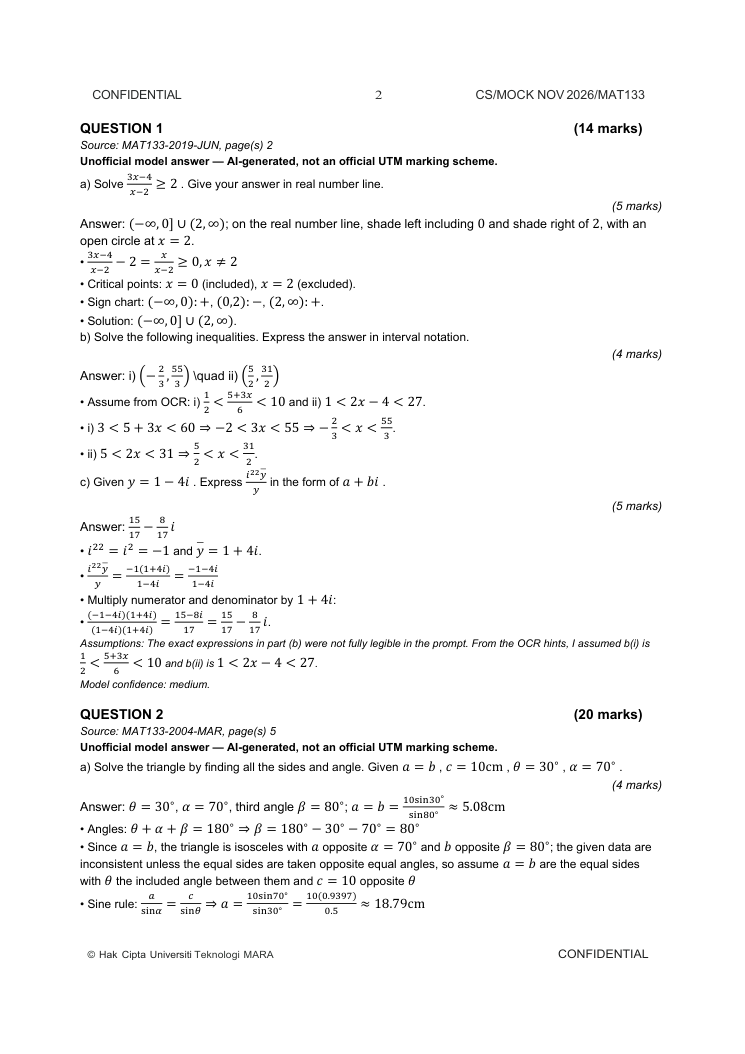 CONFIDENTIAL 2 CS/MOCK NOV 2026/MAT133
QUESTION 1 (14 marks)
Source: MAT133-2019-JUN, page(s) 2
Unofficial model answer — AI-generated, not an official UTM marking scheme.
a) Solve (3x−4)/(x−2) ≥ 2 . Give your answer in real number line.
(5 marks)
Answer: (−∞, 0] ∪ (2, ∞); on the real number line, shade left including 0 and shade right of 2, with an
open circle at x = 2.
• (3x−4)/(x−2) − 2 = x/(x−2) ≥ 0, x ≠ 2
• Critical points: x = 0 (included), x = 2 (excluded).
• Sign chart: (−∞, 0): +, (0,2): −, (2, ∞): +.
• Solution: (−∞, 0] ∪ (2, ∞).
b) Solve the following inequalities. Express the answer in interval notation.
(4 marks)
Answer: i) (−2/3, 55/3) \quad ii) (5/2, 31/2)
• Assume from OCR: i) 1/2 < (5+3x)/6 < 10 and ii) 1 < 2x − 4 < 27.
• i) 3 < 5 + 3x < 60 ⇒ −2 < 3x < 55 ⇒ −2/3 < x < 55/3.
• ii) 5 < 2x < 31 ⇒ 5/2 < x < 31/2.
c) Given y = 1 − 4i . Express (i²²ȳ)/y in the form of a + bi .
(5 marks)
Answer: 15/17 − 8/17 i
• i²² = i² = −1 and ȳ = 1 + 4i.
• (i²²ȳ)/y = (−1(1+4i))/(1−4i) = (−1−4i)/(1−4i)
• Multiply numerator and denominator by 1 + 4i:
• ((−1−4i)(1+4i))/((1−4i)(1+4i)) = (15−8i)/17 = 15/17 − 8/17 i.
Assumptions: The exact expressions in part (b) were not fully legible in the prompt. From the OCR hints, I assumed b(i) is
1/2 < (5+3x)/6 < 10 and b(ii) is 1 < 2x − 4 < 27.
Model confidence: medium.
QUESTION 2 (20 marks)
Source: MAT133-2004-MAR, page(s) 5
Unofficial model answer — AI-generated, not an official UTM marking scheme.
a) Solve the triangle by finding all the sides and angle. Given a = b , c = 10cm , θ = 30° , α = 70° .
(4 marks)
Answer: θ = 30°, α = 70°, third angle β = 80°; a = b = (10sin30°)/(sin80°) ≈ 5.08cm
• Angles: θ + α + β = 180° ⇒ β = 180° − 30° − 70° = 80°
• Since a = b, the triangle is isosceles with a opposite α = 70° and b opposite β = 80°; the given data are
inconsistent unless the equal sides are taken opposite equal angles, so assume a = b are the equal sides
with θ the included angle between them and c = 10 opposite θ
• Sine rule: a/sinα = c/sinθ ⇒ a = (10sin70°)/(sin30°) = (10(0.9397))/0.5 ≈ 18.79cm
© Hak Cipta Universiti Teknologi MARA CONFIDENTIAL